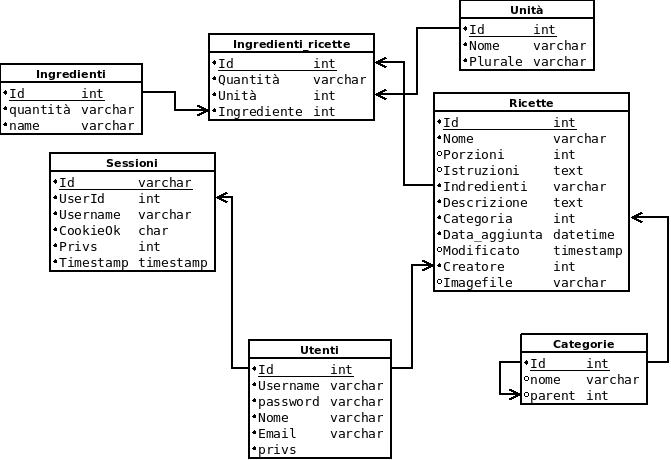 Unità
Id int
Nome varchar
Plurale varchar
Ingredienti_ricette
Id int
Quantità varchar
Unità int
Ingrediente int
Ingredienti
Id int
quantità varchar
name varchar
Ricette
Id int
Nome varchar
Porzioni int
Istruzioni text
Indredienti varchar
Descrizione text
Categoria int
Data_aggiunta datetime
Modificato timestamp
Creatore int
Imagefile varchar
Sessioni
Id varchar
UserId int
Username varchar
CookieOk char
Privs int
Timestamp timestamp
Utenti
Id int
Username varchar
password varchar
Nome varchar
Email varchar
privs
Categorie
Id int
nome varchar
parent int